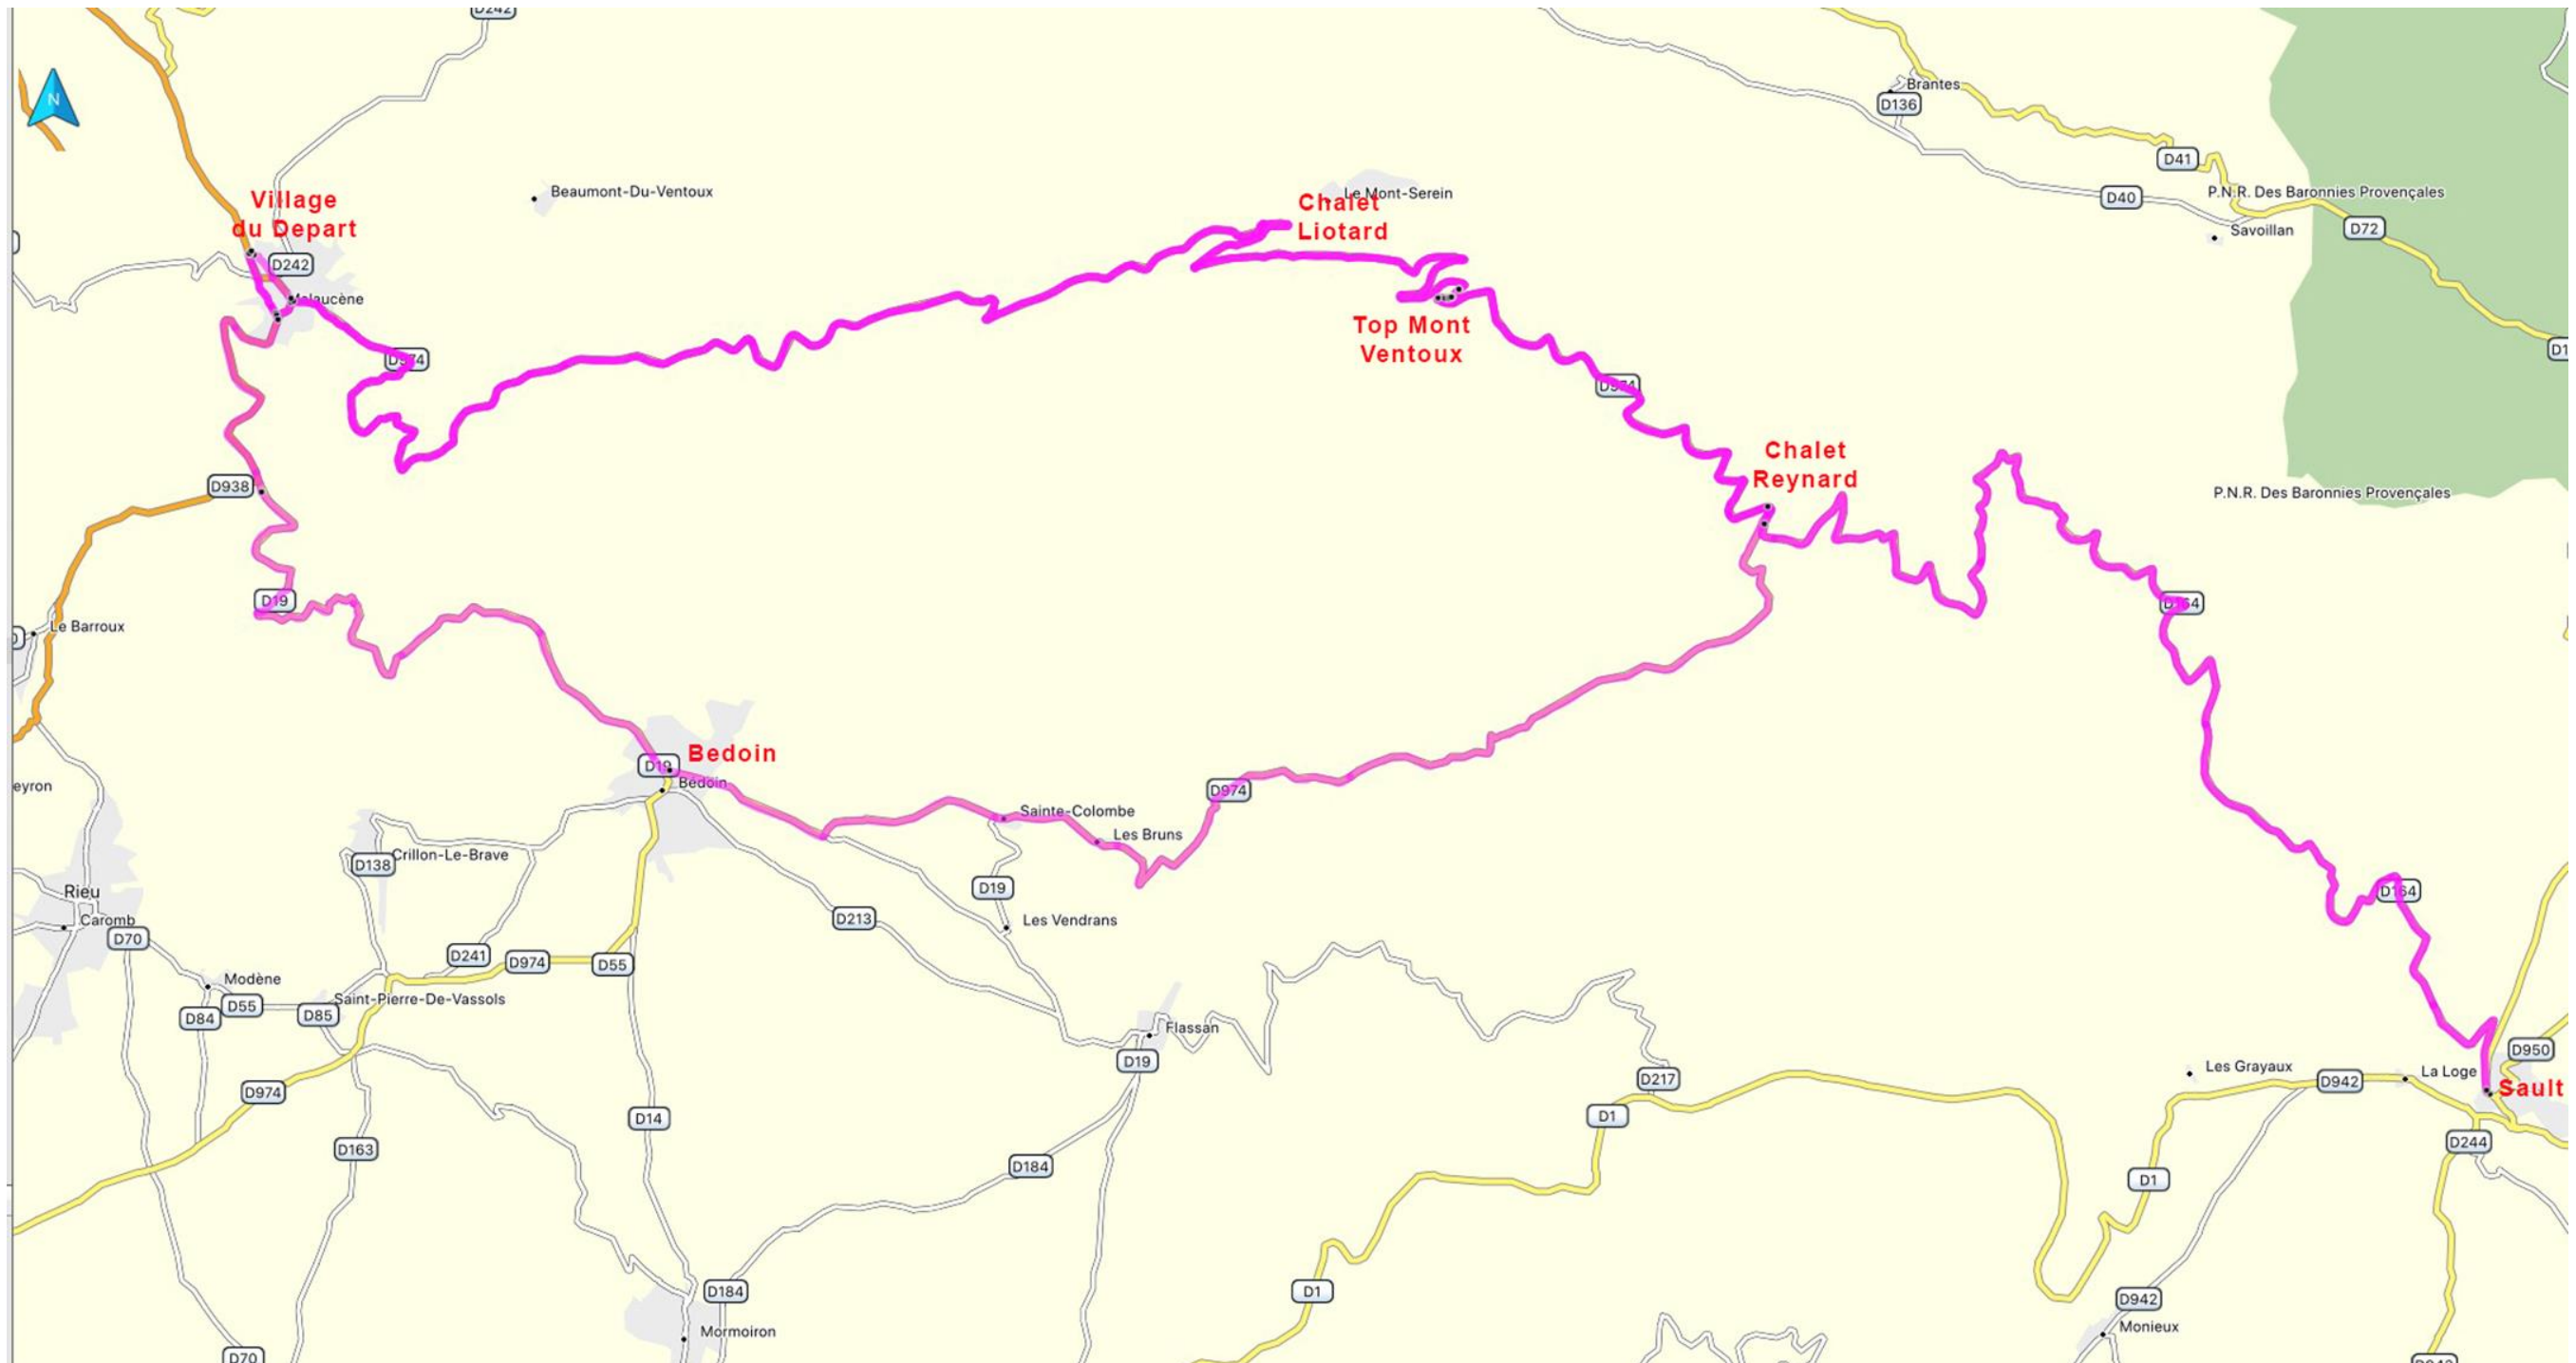 D242
N
Brantes
D136
D41
Beaumont-Du-Ventoux
P.N.R. Des Baronnies Provençales
D40
Le Mont-Serein
Village
du Depart
Chalet
Liotard
Savoillan
D72
D242
Malaucène
Top Mont
Ventoux
D974
D974
Chalet
Reynard
D938
P.N.R. Des Baronnies Provençales
D19
D164
Le Barroux
Bedoin
D19
Bédoin
eyron
D974
Sainte-Colombe
Les Bruns
D138
Crillon-Le-Brave
D19
Rieu
D164
Caromb
D213
Les Vendrans
D70
D241
D974
D55
Modène
Saint-Pierre-De-Vassols
D55
D84
D85
Flassan
D950
D19
Les Grayaux
La Loge
D217
D942
Sault
D974
D14
D1
D163
D244
D184
D1
D184
D1
D942
Monieux
Mormoiron
D70